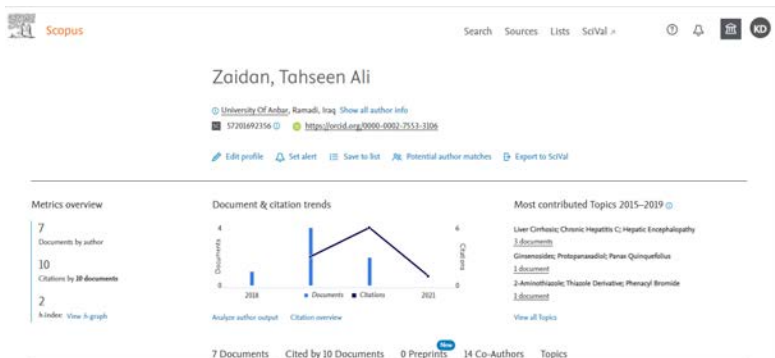 Scopus
Search Sources Lists SciVal
KD
Zaidan, Tahseen Ali
University Of Anbar, Ramadi, Iraq Show all author info
57201692356
https://orcid.org/0000-0002-7553-3106
Edit profile Set alert Save to list Potential author matches Export to SciVal
Metrics overview
7
Documents by author
10
Citations by 10 documents
2
h-index: View h-graph
Document & citation trends
4
0
Documents
6
0
Citations
2018
2021
Documents Citations
Analyze author output Citation overview
Most contributed Topics 2015–2019
Liver Cirrhosis; Chronic Hepatitis C; Hepatic Encephalopathy
3 documents
Ginsenosides; Protopanaxadiol; Panax Quinquefolius
1 document
2-Aminothiazole; Thiazole Derivative; Phenacyl Bromide
1 document
View all Topics
New
7 Documents Cited by 10 Documents 0 Preprints 14 Co-Authors Topics